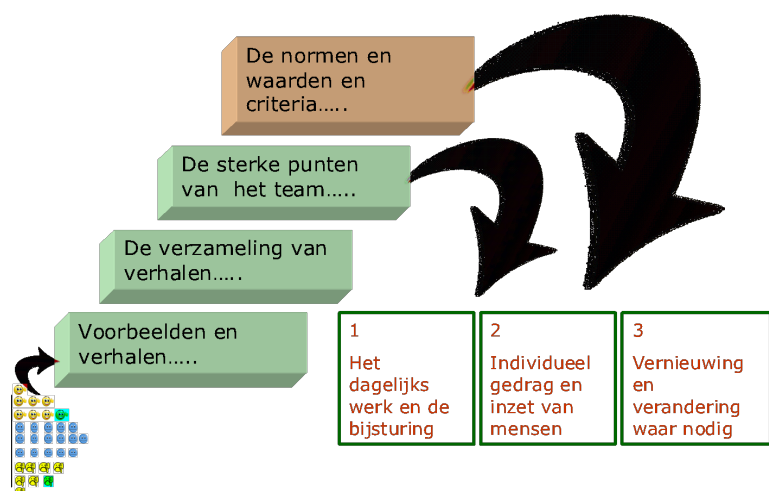 De normen en
waarden en
criteria…..
De sterke punten
van het team…..
De verzameling van
verhalen…..
Voorbeelden en
verhalen…..
1
Het
dagelijks
werk en de
bijsturing
2
Individueel
gedrag en
inzet van
mensen
3
Vernieuwing
en
verandering
waar nodig